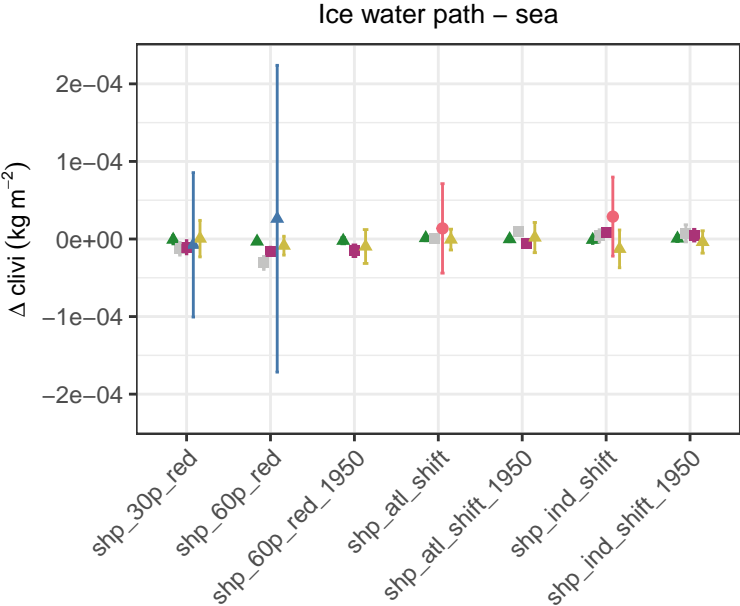 Ice water path − sea
Δ clivi (kg m⁻²)
2e−04
1e−04
0e+00
−1e−04
−2e−04
shp_30p_red
shp_60p_red
shp_60p_red_1950
shp_atl_shift
shp_atl_shift_1950
shp_ind_shift
shp_ind_shift_1950